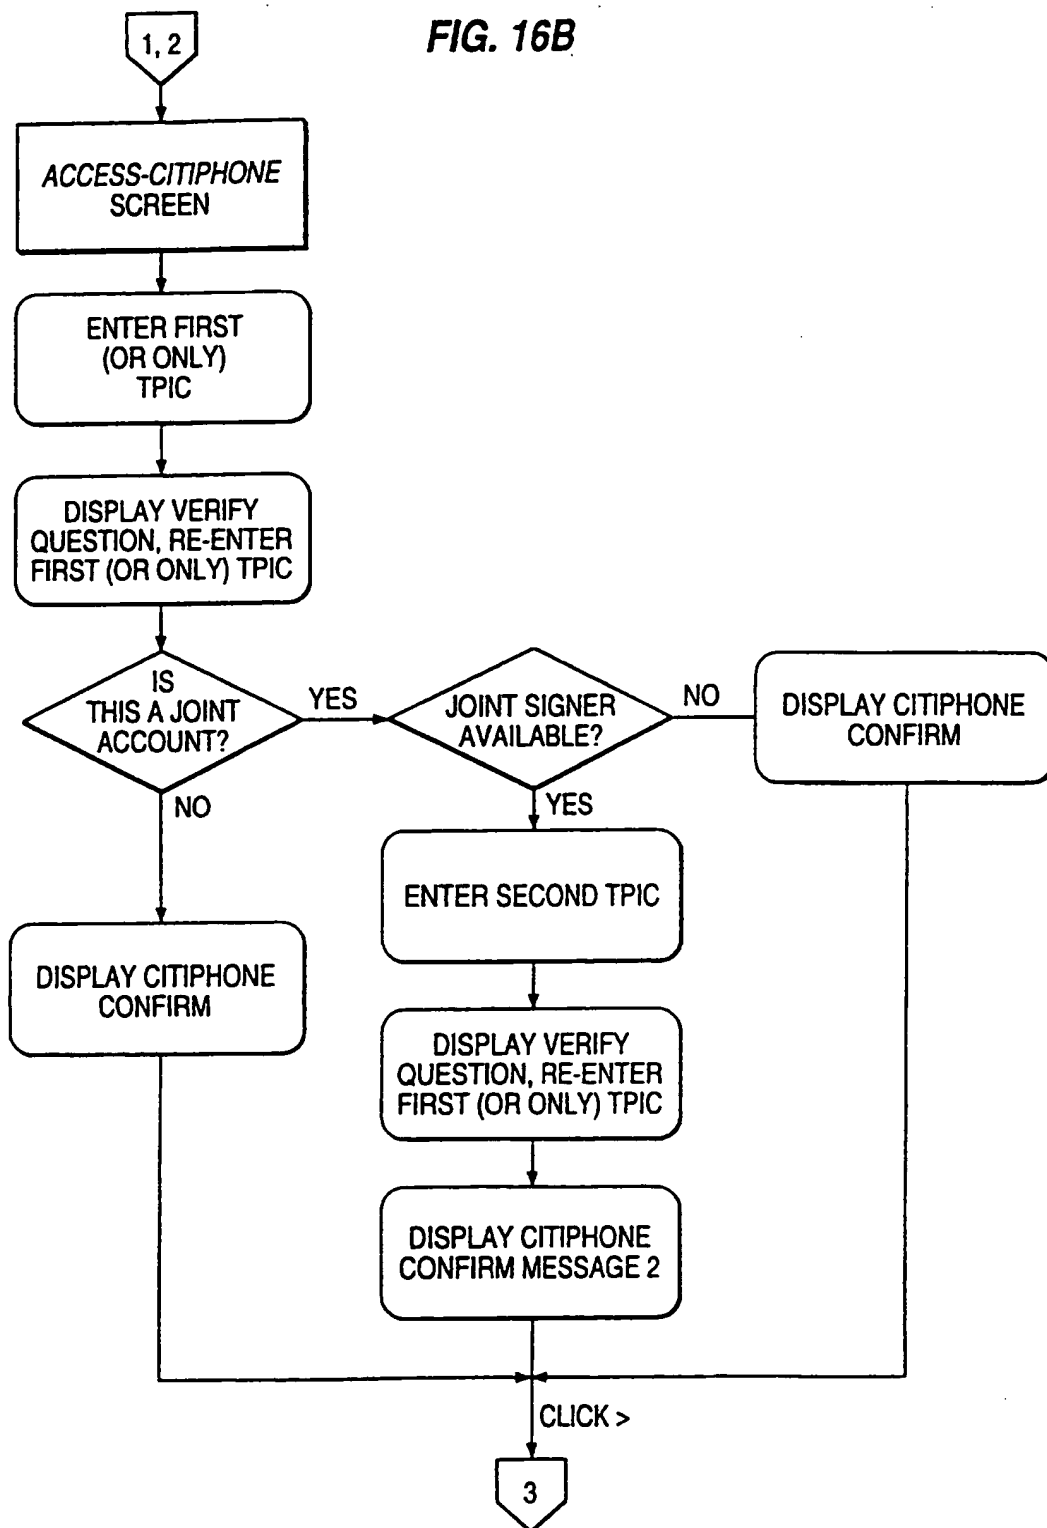 FIG. 16B
1, 2
ACCESS-CITIPHONE
SCREEN
ENTER FIRST
(OR ONLY)
TPIC
DISPLAY VERIFY
QUESTION, RE-ENTER
FIRST (OR ONLY) TPIC
IS
THIS A JOINT
ACCOUNT?
YES
JOINT SIGNER
AVAILABLE?
NO
DISPLAY CITIPHONE
CONFIRM
NO
YES
ENTER SECOND TPIC
DISPLAY CITIPHONE
CONFIRM
DISPLAY VERIFY
QUESTION, RE-ENTER
FIRST (OR ONLY) TPIC
DISPLAY CITIPHONE
CONFIRM MESSAGE 2
CLICK >
3